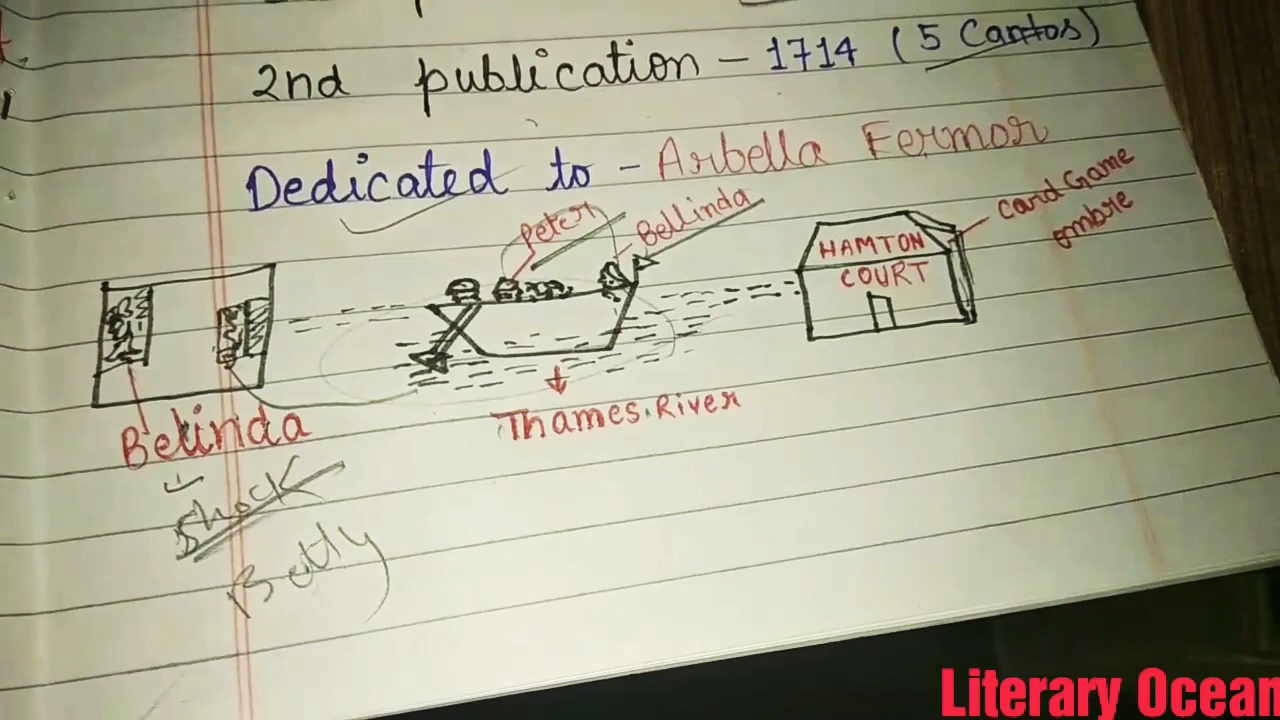 2nd publication - 1714 (5 Cantos)
Dedicated to - Arbella Fermor
Peter
Bellinda
Card Game
ombre
HAMTON
COURT
Thames. River
Belinda
Shock
Betty
Literary Ocean